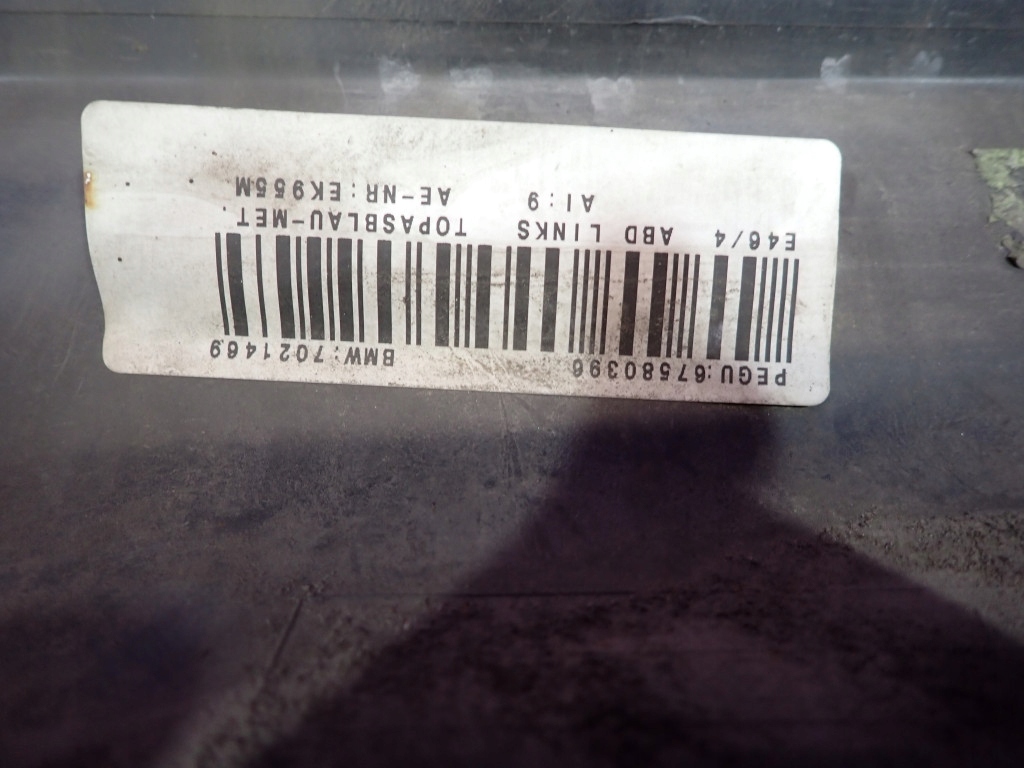 PEGU:67580396 BMW:7021469
E46/4 ABD LINKS TOPASBLAU-MET.
AI:9 AE-NR:EK955M